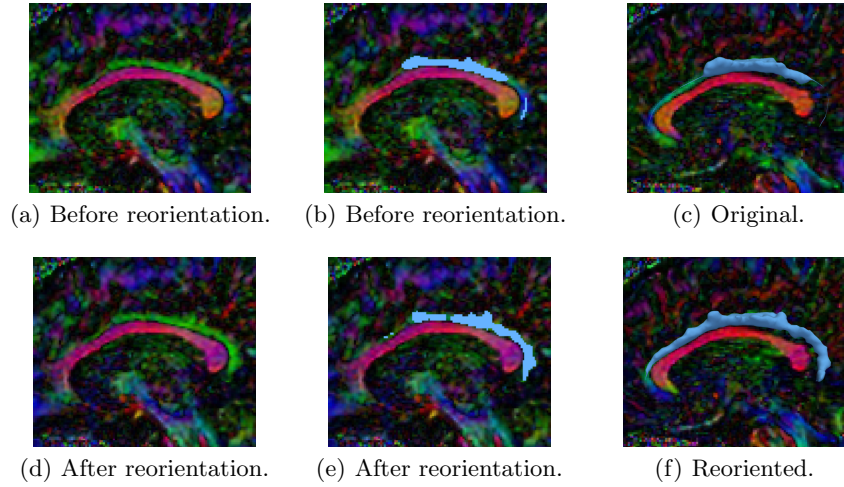 (a) Before reorientation.
(b) Before reorientation.
(c) Original.
(d) After reorientation.
(e) After reorientation.
(f) Reoriented.